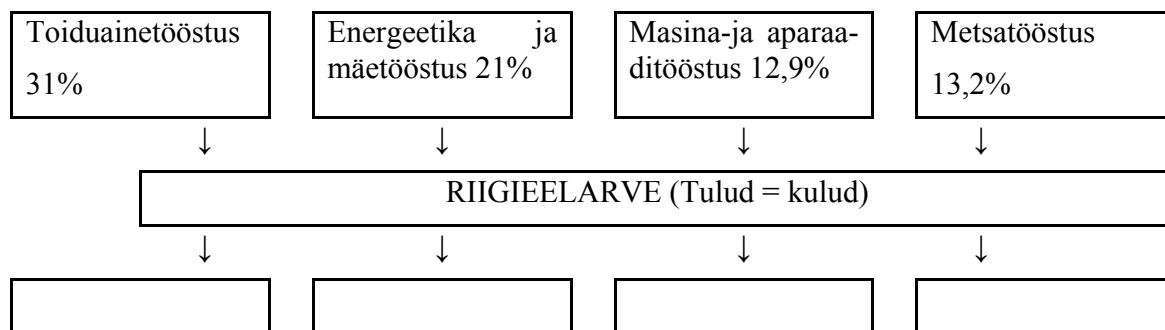 Toiduainetööstus
31%
Energeetika ja
mäetööstus 21%
Masina-ja aparaa-
ditööstus 12,9%
Metsatööstus
13,2%
↓ ↓ ↓ ↓
RIIGIEELARVE (Tulud = kulud)
↓ ↓ ↓ ↓